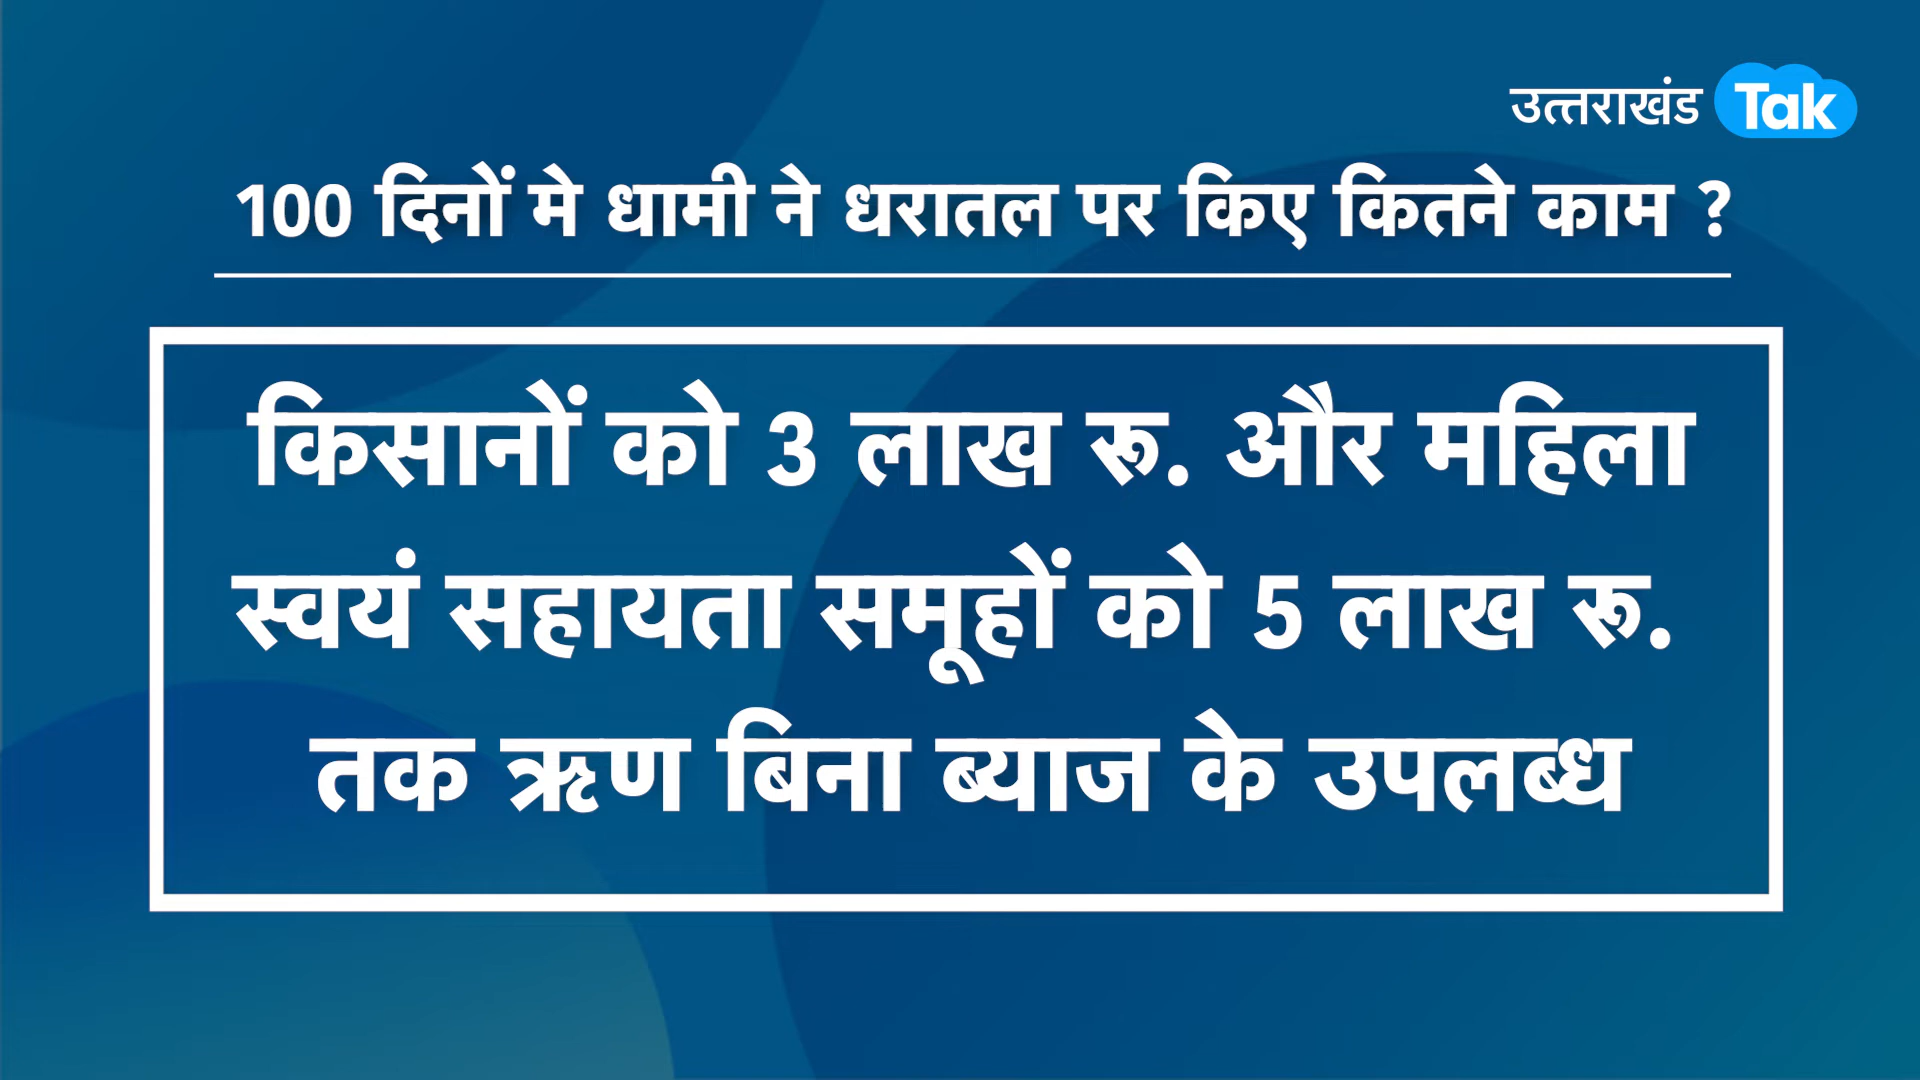 उत्तराखंड Tak
100 दिनों मे धामी ने धरातल पर किए कितने काम ?
किसानों को 3 लाख रू. और महिला
स्वयं सहायता समूहों को 5 लाख रू.
तक ऋण बिना ब्याज के उपलब्ध